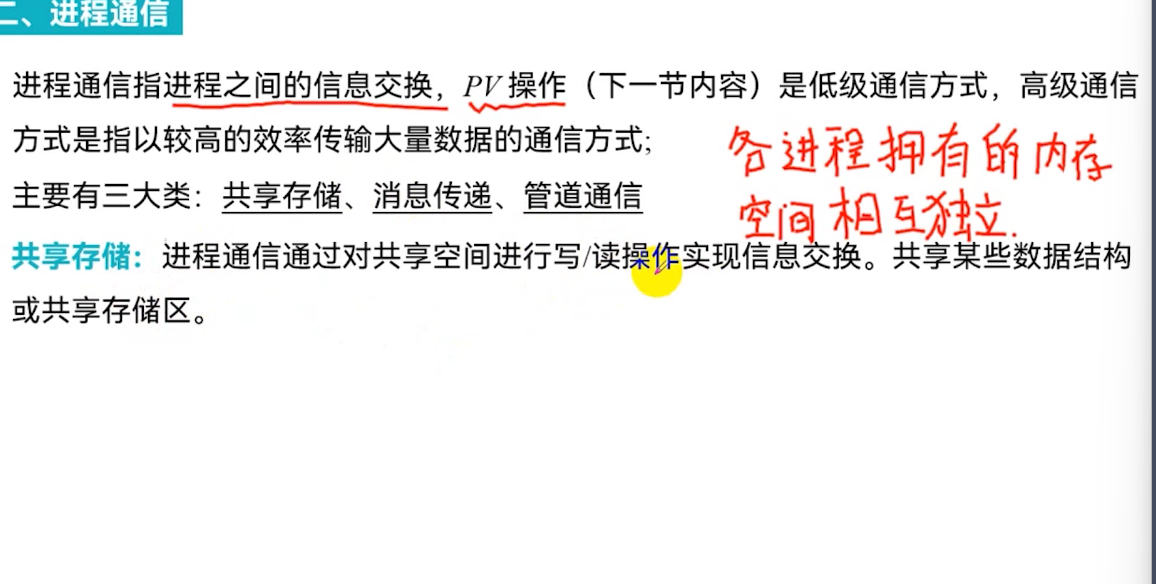 二、进程通信
进程通信指进程之间的信息交换，PV 操作（下一节内容）是低级通信方式，高级通信
方式是指以较高的效率传输大量数据的通信方式;
各进程拥有的内存
主要有三大类：共享存储、消息传递、管道通信
空间相互独立.
共享存储：进程通信通过对共享空间进行写/读操作实现信息交换。共享某些数据结构
或共享存储区。